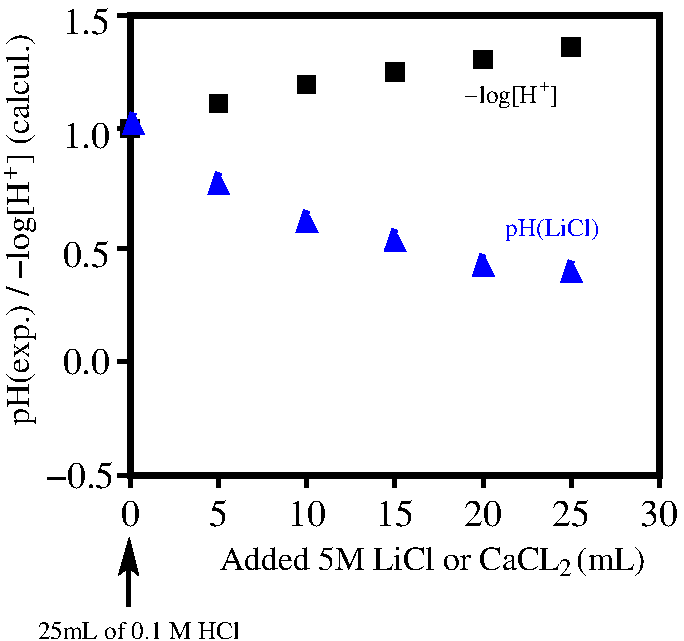 1.5
1.0
0.5
0.0
−0.5
pH(exp.) / −log[H⁺] (calcul.)
−log[H⁺]
pH(LiCl)
0 5 10 15 20 25 30
Added 5M LiCl or CaCL₂ (mL)
25mL of 0.1 M HCl